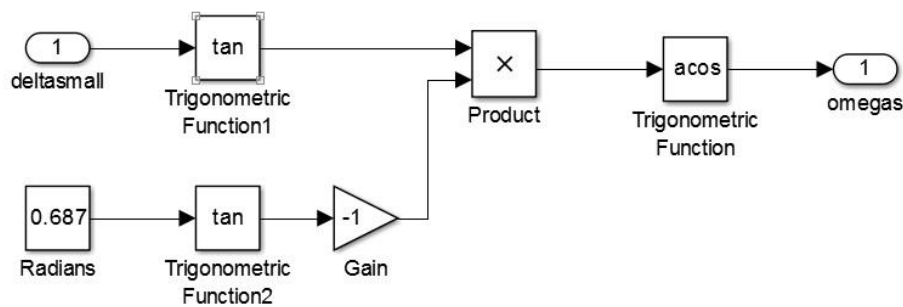 1
deltasmall
tan
Trigonometric
Function1
×
Product
acos
Trigonometric
Function
1
omegas
0.687
Radians
tan
Trigonometric
Function2
-1
Gain